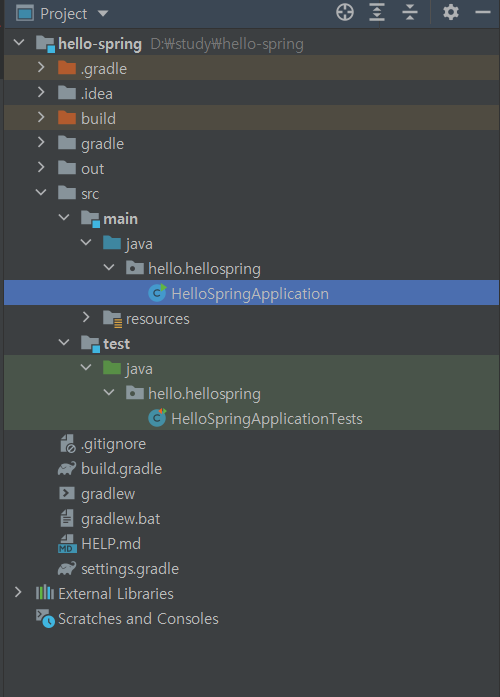 Project
hello-spring D:₩study₩hello-spring
.gradle
.idea
build
gradle
out
src
main
java
hello.hellospring
C HelloSpringApplication
resources
test
java
hello.hellospring
C HelloSpringApplicationTests
.gitignore
build.gradle
gradlew
gradlew.bat
MD HELP.md
settings.gradle
External Libraries
Scratches and Consoles